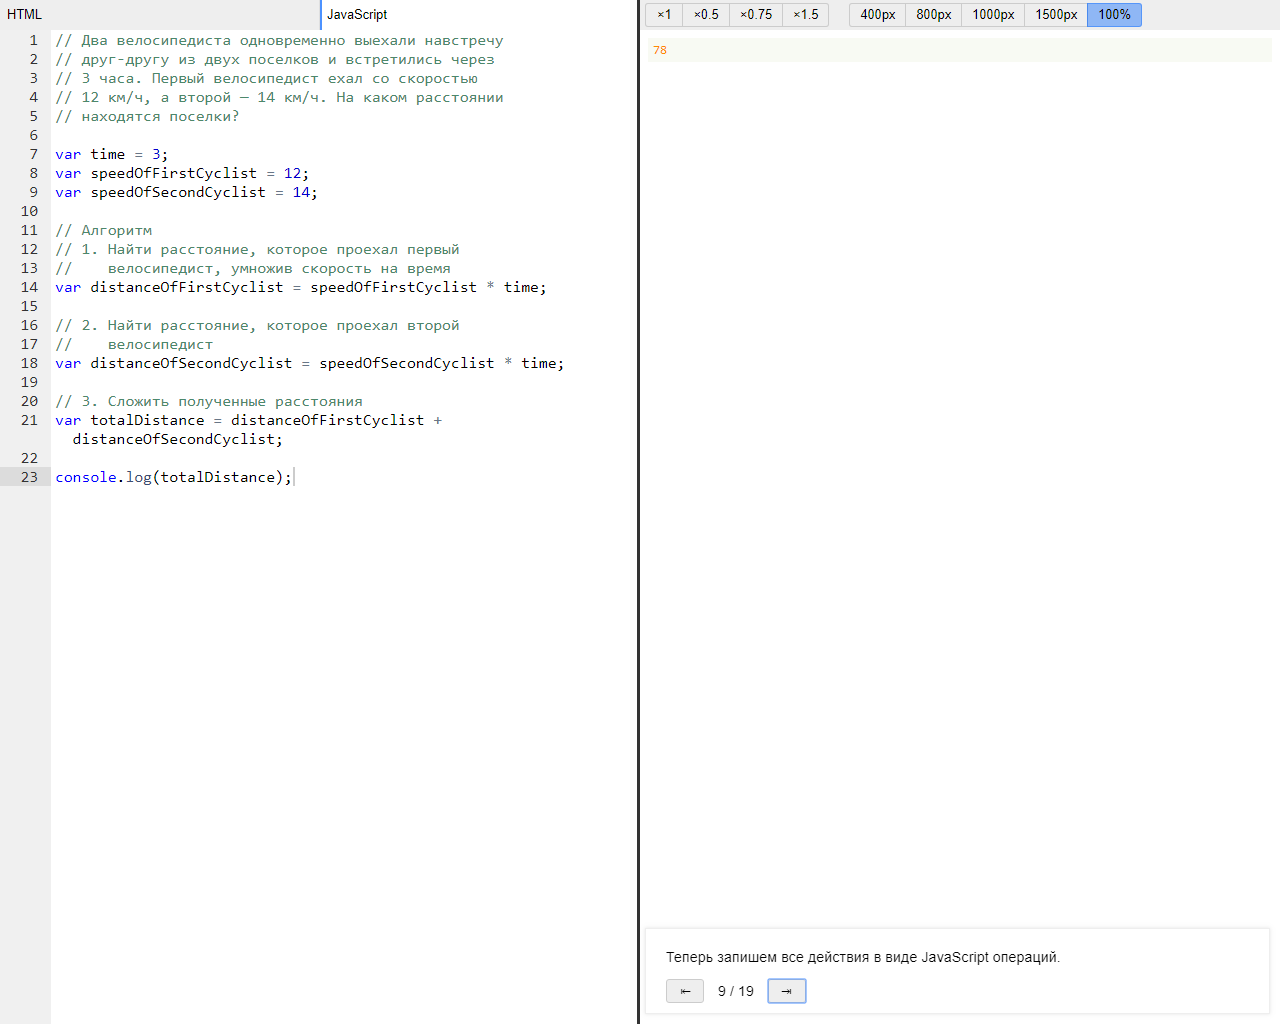 HTML
JavaScript
1 // Два велосипедиста одновременно выехали навстречу
2 // друг-другу из двух поселков и встретились через
3 // 3 часа. Первый велосипедист ехал со скоростью
4 // 12 км/ч, а второй — 14 км/ч. На каком расстоянии
5 // находятся поселки?
6
7 var time = 3;
8 var speedOfFirstCyclist = 12;
9 var speedOfSecondCyclist = 14;
10
11 // Алгоритм
12 // 1. Найти расстояние, которое проехал первый
13 //    велосипедист, умножив скорость на время
14 var distanceOfFirstCyclist = speedOfFirstCyclist * time;
15
16 // 2. Найти расстояние, которое проехал второй
17 //    велосипедист
18 var distanceOfSecondCyclist = speedOfSecondCyclist * time;
19
20 // 3. Сложить полученные расстояния
21 var totalDistance = distanceOfFirstCyclist +
distanceOfSecondCyclist;
22
23 console.log(totalDistance);
×1 ×0.5 ×0.75 ×1.5 400px 800px 1000px 1500px 100%
78
Теперь запишем все действия в виде JavaScript операций.
⇤ 9 / 19 ⇥